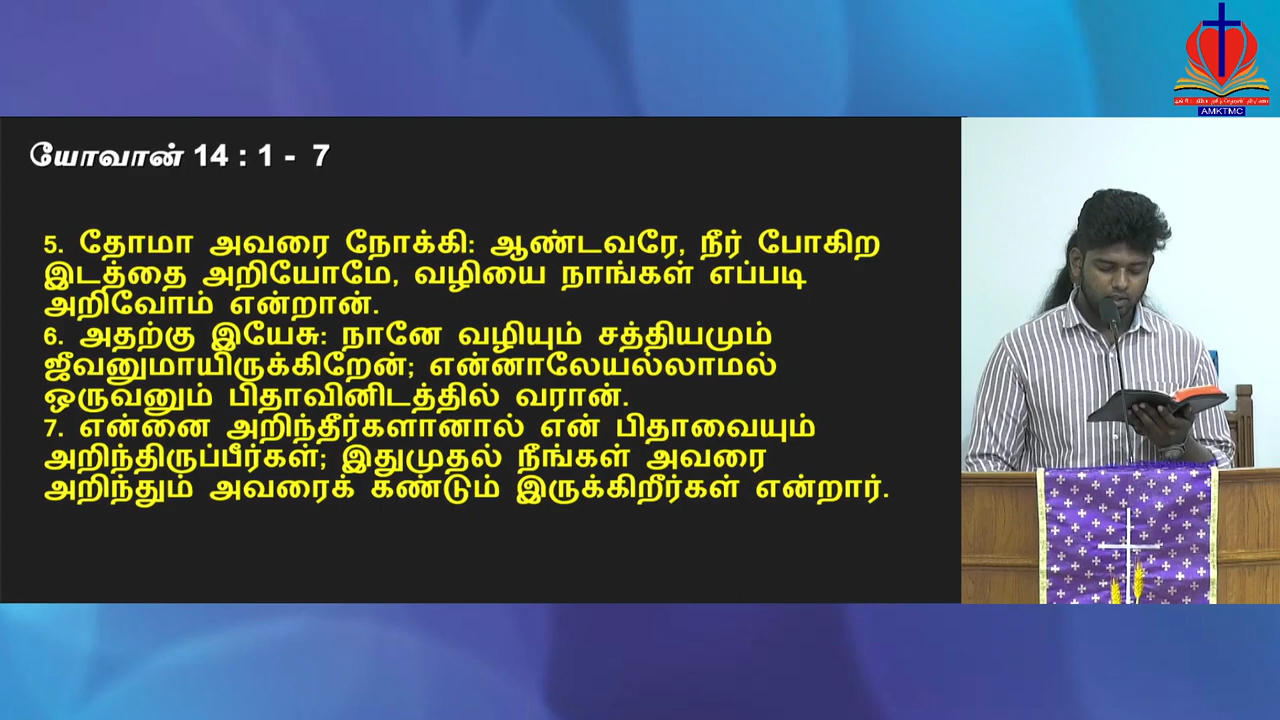 AMKTMC
யோவான் 14 : 1 - 7
5. தோமா அவரை நோக்கி: ஆண்டவரே, நீர் போகிற
இடத்தை அறியோமே, வழியை நாங்கள் எப்படி
அறிவோம் என்றான்.
6. அதற்கு இயேசு: நானே வழியும் சத்தியமும்
ஜீவனுமாயிருக்கிறேன்; என்னாலேயல்லாமல்
ஒருவனும் பிதாவினிடத்தில் வரான்.
7. என்னை அறிந்தீர்களானால் என் பிதாவையும்
அறிந்திருப்பீர்கள்; இதுமுதல் நீங்கள் அவரை
அறிந்தும் அவரைக் கண்டும் இருக்கிறீர்கள் என்றார்.